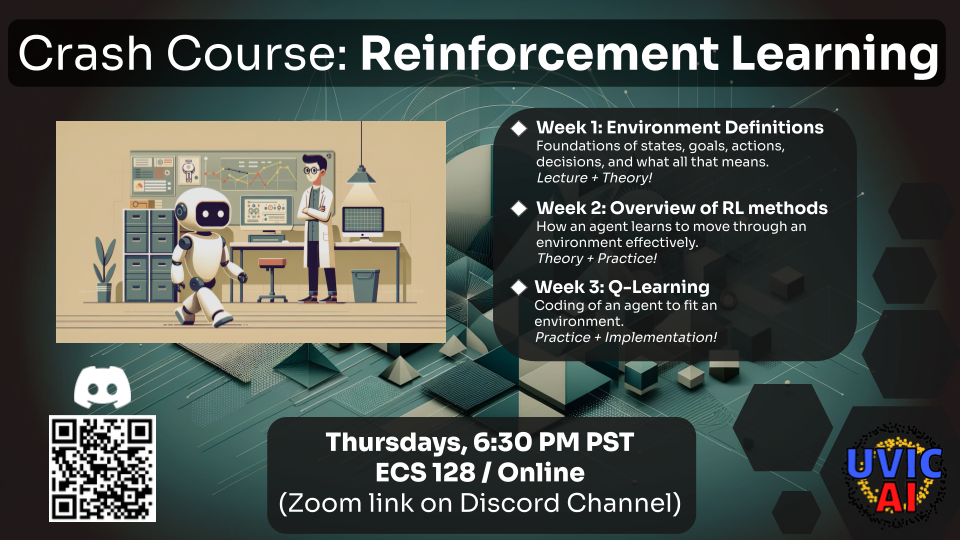 Crash Course: Reinforcement Learning
Week 1: Environment Definitions
Foundations of states, goals, actions,
decisions, and what all that means.
Lecture + Theory!
Week 2: Overview of RL methods
How an agent learns to move through an
environment effectively.
Theory + Practice!
Week 3: Q-Learning
Coding of an agent to fit an
environment.
Practice + Implementation!
Thursdays, 6:30 PM PST
ECS 128 / Online
(Zoom link on Discord Channel)
UVIC
AI